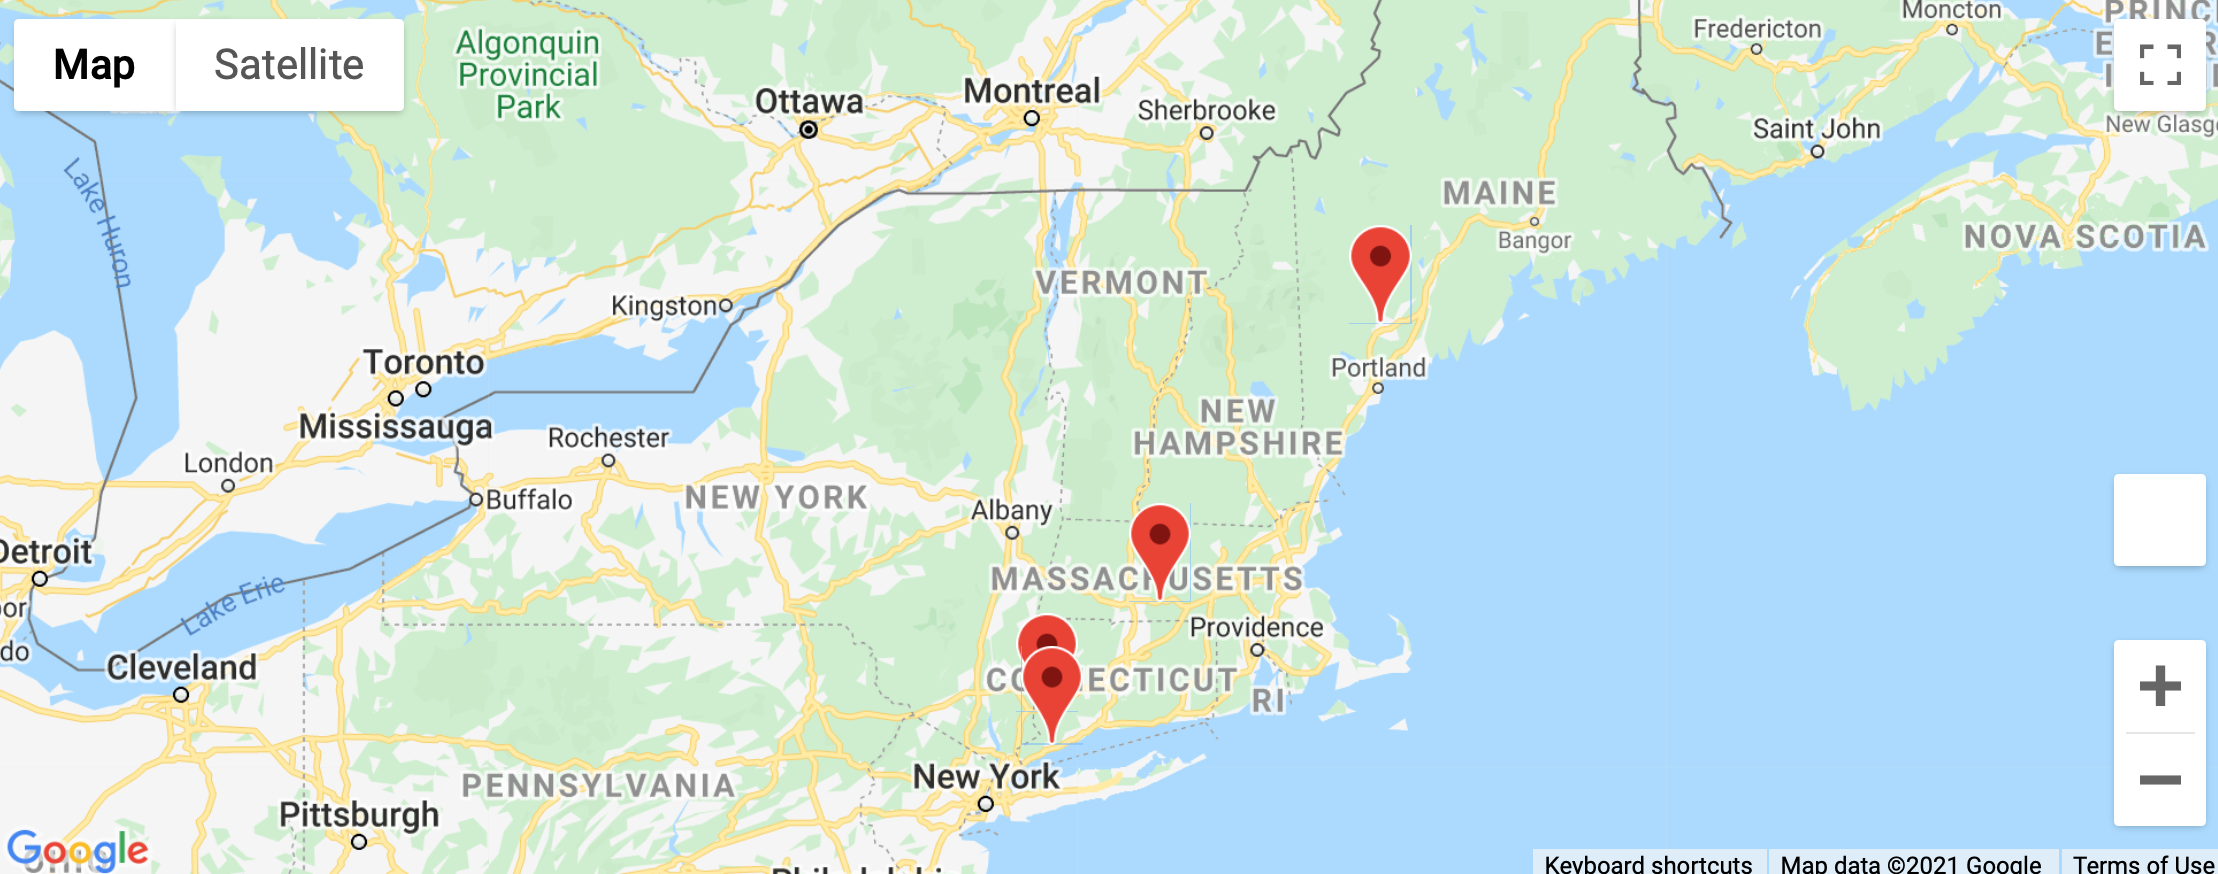 Map
Satellite
Algonquin
Provincial
Park
Ottawa
Montreal
Sherbrooke
Fredericton
Moncton
Saint John
New Glasg
Lake Huron
MAINE
Bangor
NOVA SCOTIA
VERMONT
Kingston
Toronto
Mississauga
Portland
NEW
HAMPSHIRE
London
Rochester
Buffalo
NEW YORK
Albany
Detroit
Lake Erie
MASSACHUSETTS
Providence
Cleveland
CONNECTICUT
RI
New York
PENNSYLVANIA
Pittsburgh
Google
Keyboard shortcuts
Map data ©2021 Google
Terms of Use